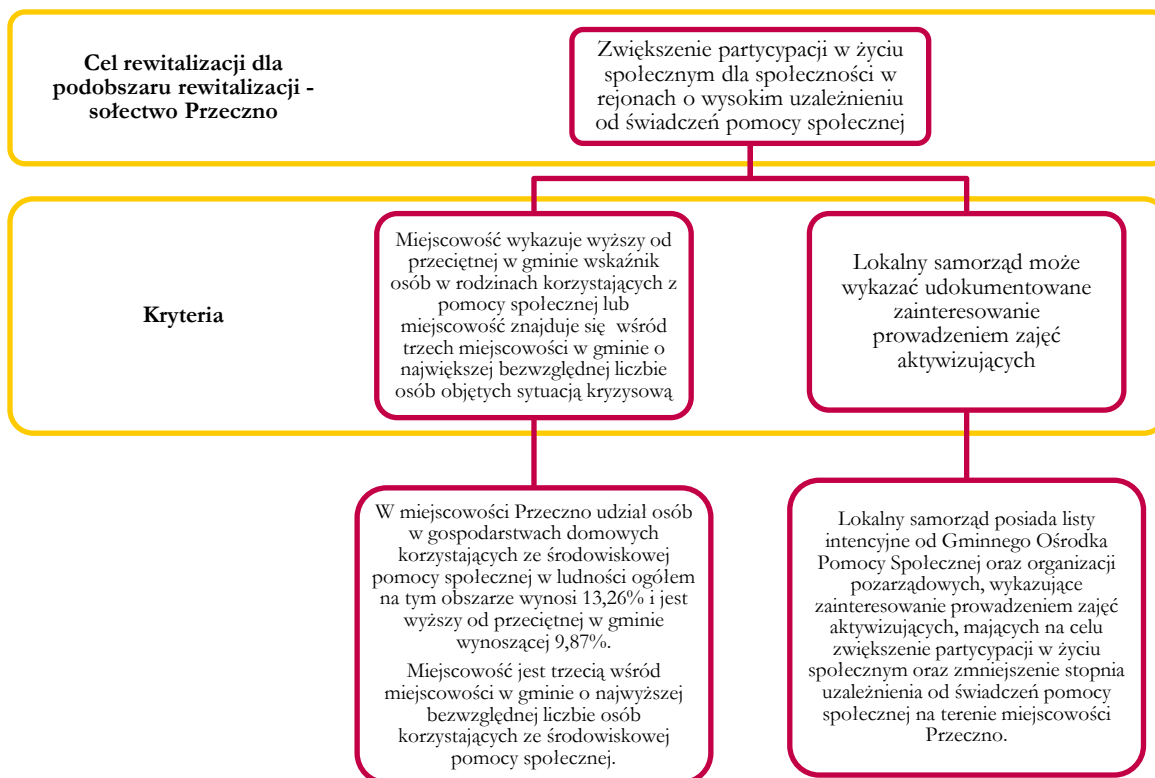 Cel rewitalizacji dla
podobszaru rewitalizacji -
sołectwo Przeczno
Zwiększenie partycypacji w życiu
społecznym dla społeczności w
rejonach o wysokim uzależnieniu
od świadczeń pomocy społecznej
Kryteria
Miejscowość wykazuje wyższy od
przeciętnej w gminie wskaźnik
osób w rodzinach korzystających z
pomocy społecznej lub
miejscowość znajduje się wśród
trzech miejscowości w gminie o
największej bezwzględnej liczbie
osób objętych sytuacją kryzysową
Lokalny samorząd może
wykazać udokumentowane
zainteresowanie
prowadzeniem zajęć
aktywizujących
W miejscowości Przeczno udział osób
w gospodarstwach domowych
korzystających ze środowiskowej
pomocy społecznej w ludności ogółem
na tym obszarze wynosi 13,26% i jest
wyższy od przeciętnej w gminie
wynoszącej 9,87%.
Miejscowość jest trzecią wśród
miejscowości w gminie o najwyższej
bezwzględnej liczbie osób
korzystających ze środowiskowej
pomocy społecznej.
Lokalny samorząd posiada listy
intencyjne od Gminnego Ośrodka
Pomocy Społecznej oraz organizacji
pozarządowych, wykazujące
zainteresowanie prowadzeniem zajęć
aktywizujących, mających na celu
zwiększenie partycypacji w życiu
społecznym oraz zmniejszenie stopnia
uzależnienia od świadczeń pomocy
społecznej na terenie miejscowości
Przeczno.